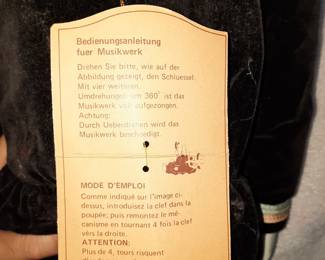 Bedienungsanleitung
fuer Musikwerk
Drehen Sie bitte, wie auf der
Abbildung gezeigt, den Schluessel.
Mit vier weiteren
Umdrehungen um 360° ist das
Musikwerk voll aufgezogen.
Achtung:
Durch Ueberdrehen wird das
Musikwerk beschaedigt.
MODE D'EMPLOI
Comme indiqué sur l'image ci-
dessus, introduisez la clef dans la
poupée; puis remontez le mé-
canisme en tournant 4 fois la clef
vers la droite.
ATTENTION:
Plus de 4, tours risquent